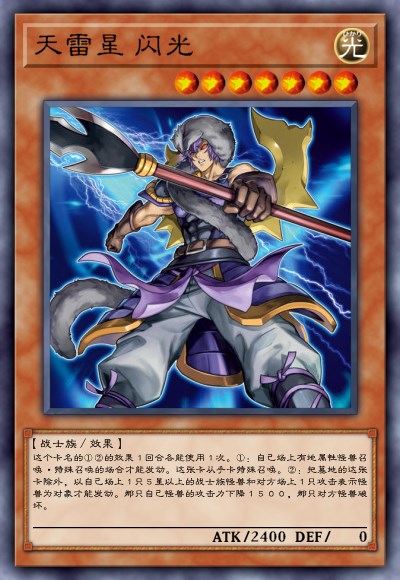 天雷星 闪光
光
ひかり
【战士族／效果】
这个卡名的①②的效果1回合各能使用1次。①：自己场上有地属性怪兽召
唤·特殊召唤的场合才能发动。这张卡从手卡特殊召唤。②：把墓地的这张
卡除外，以自己场上1只5星以上的战士族怪兽和对方场上1只攻击表示怪
兽为对象才能发动。那只自己怪兽的攻击力下降1500，那只对方怪兽破
坏。
ATK/2400 DEF/ 0